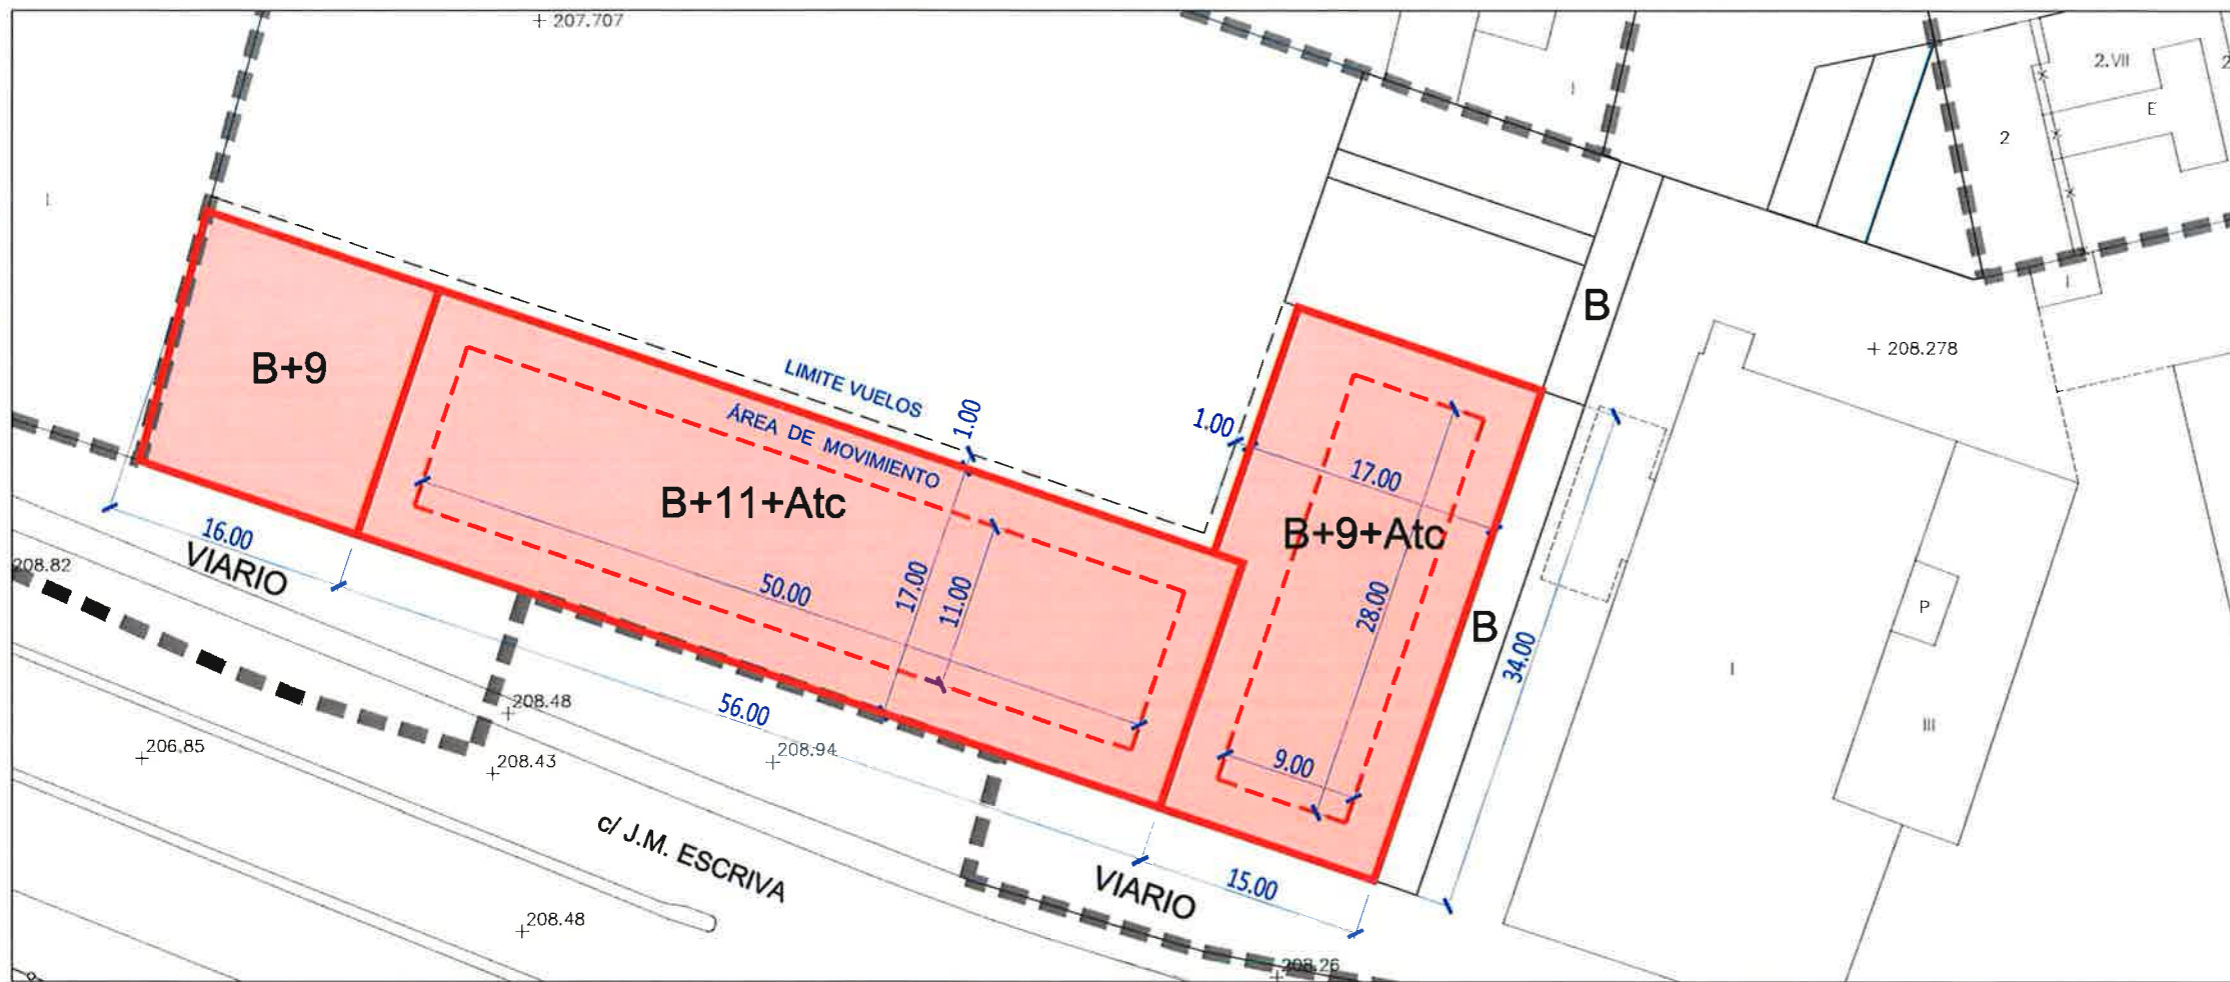 + 207.707
2.VII
2
E
2
I
I
B
I
+ 208.278
B+9
LIMITE VUELOS
ÁREA DE MOVIMIENTO
1.00
1.00
17.00
B+11+Atc
B+9+Atc
16.00
VIARIO
208.82
50.00
17.00
11.00
28.00
B
34.00
P
I
III
56.00
208.48
206.85
208.43
208.94
9.00
c/ J.M. ESCRIVA
VIARIO
15.00
208.48
208.26